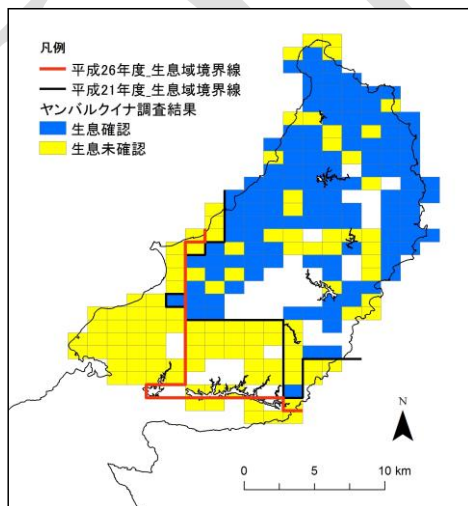 凡例
平成26年度_生息域境界線
平成21年度_生息域境界線
ヤンバルクイナ調査結果
生息確認
生息未確認
N
0 5 10 km